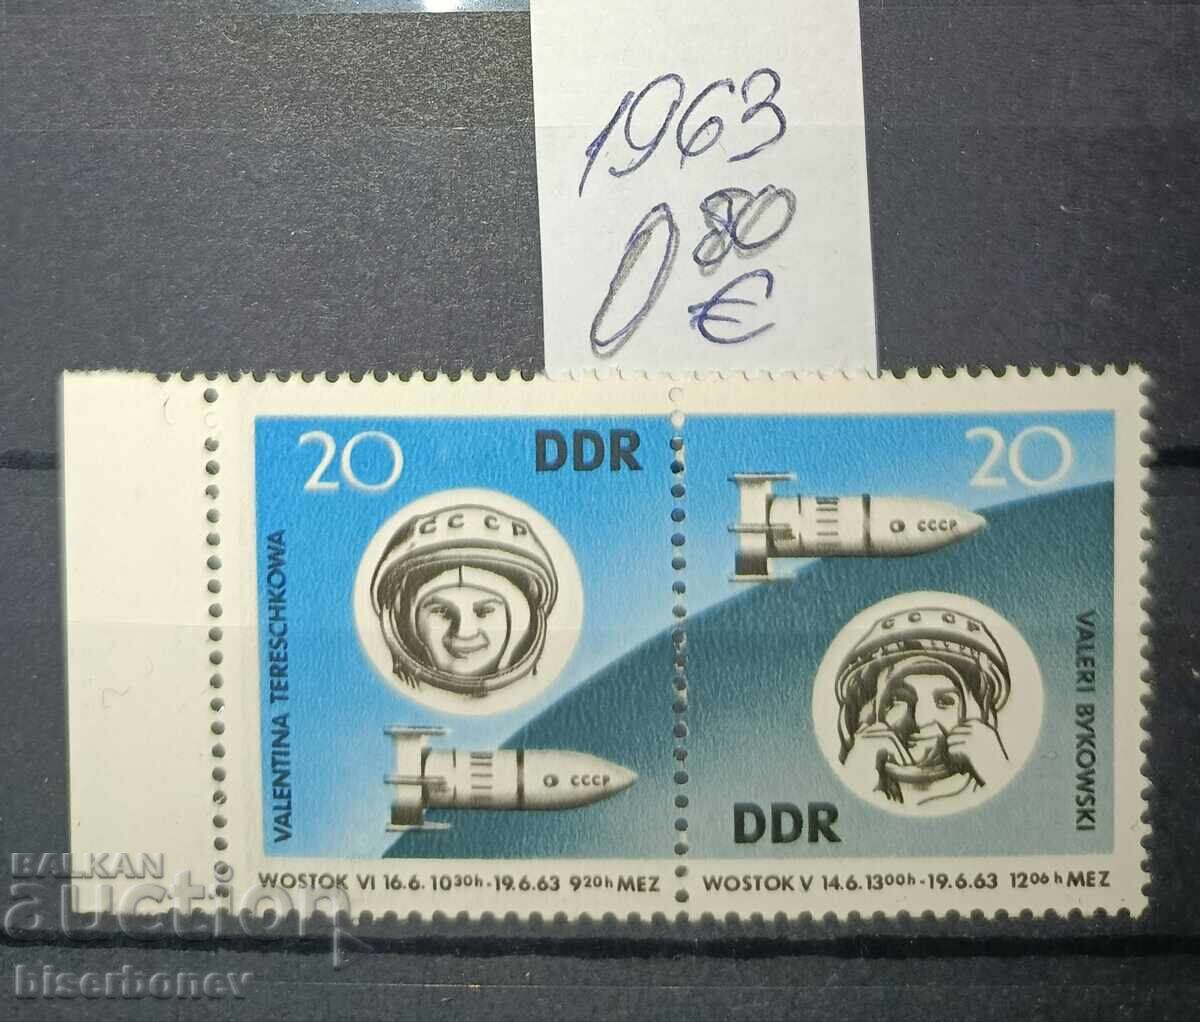 1963
0 80
€
20
DDR
20
CCCP
CCCP
VALENTINA TERESCHKOWA
CCCP
CCCP
VALERI BYKOWSKI
DDR
WOSTOK VI 16.6. 10 30 h - 19.6.63 9 20 h MEZ
WOSTOK V 14.6. 13 00 h - 19.6.63 12 06 h MEZ
BALKAN
auction
biserbonev